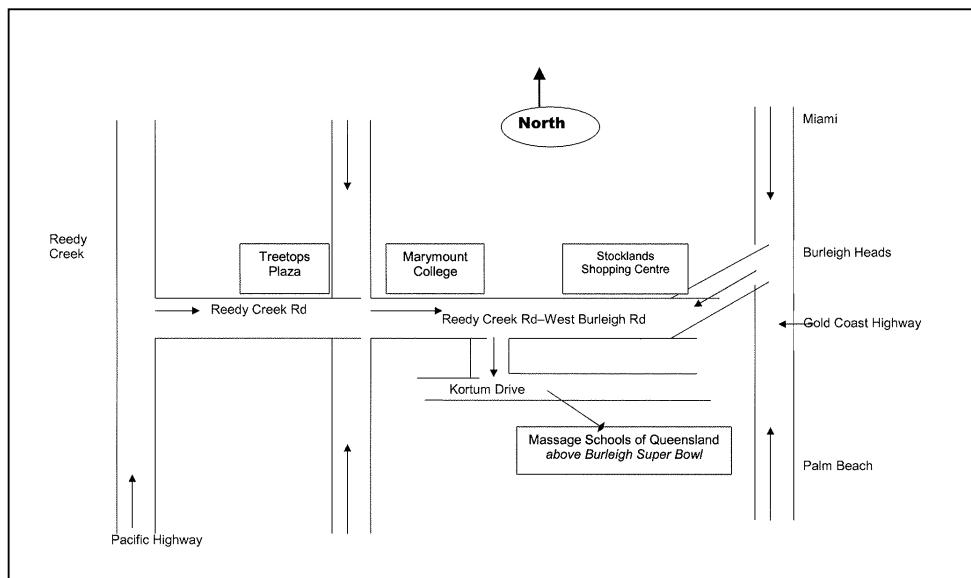 North
Miami
Reedy
Creek
Treetops
Plaza
Marymount
College
Stocklands
Shopping Centre
Burleigh Heads
Reedy Creek Rd
Reedy Creek Rd–West Burleigh Rd
Gold Coast Highway
Kortum Drive
Massage Schools of Queensland
above Burleigh Super Bowl
Palm Beach
Pacific Highway